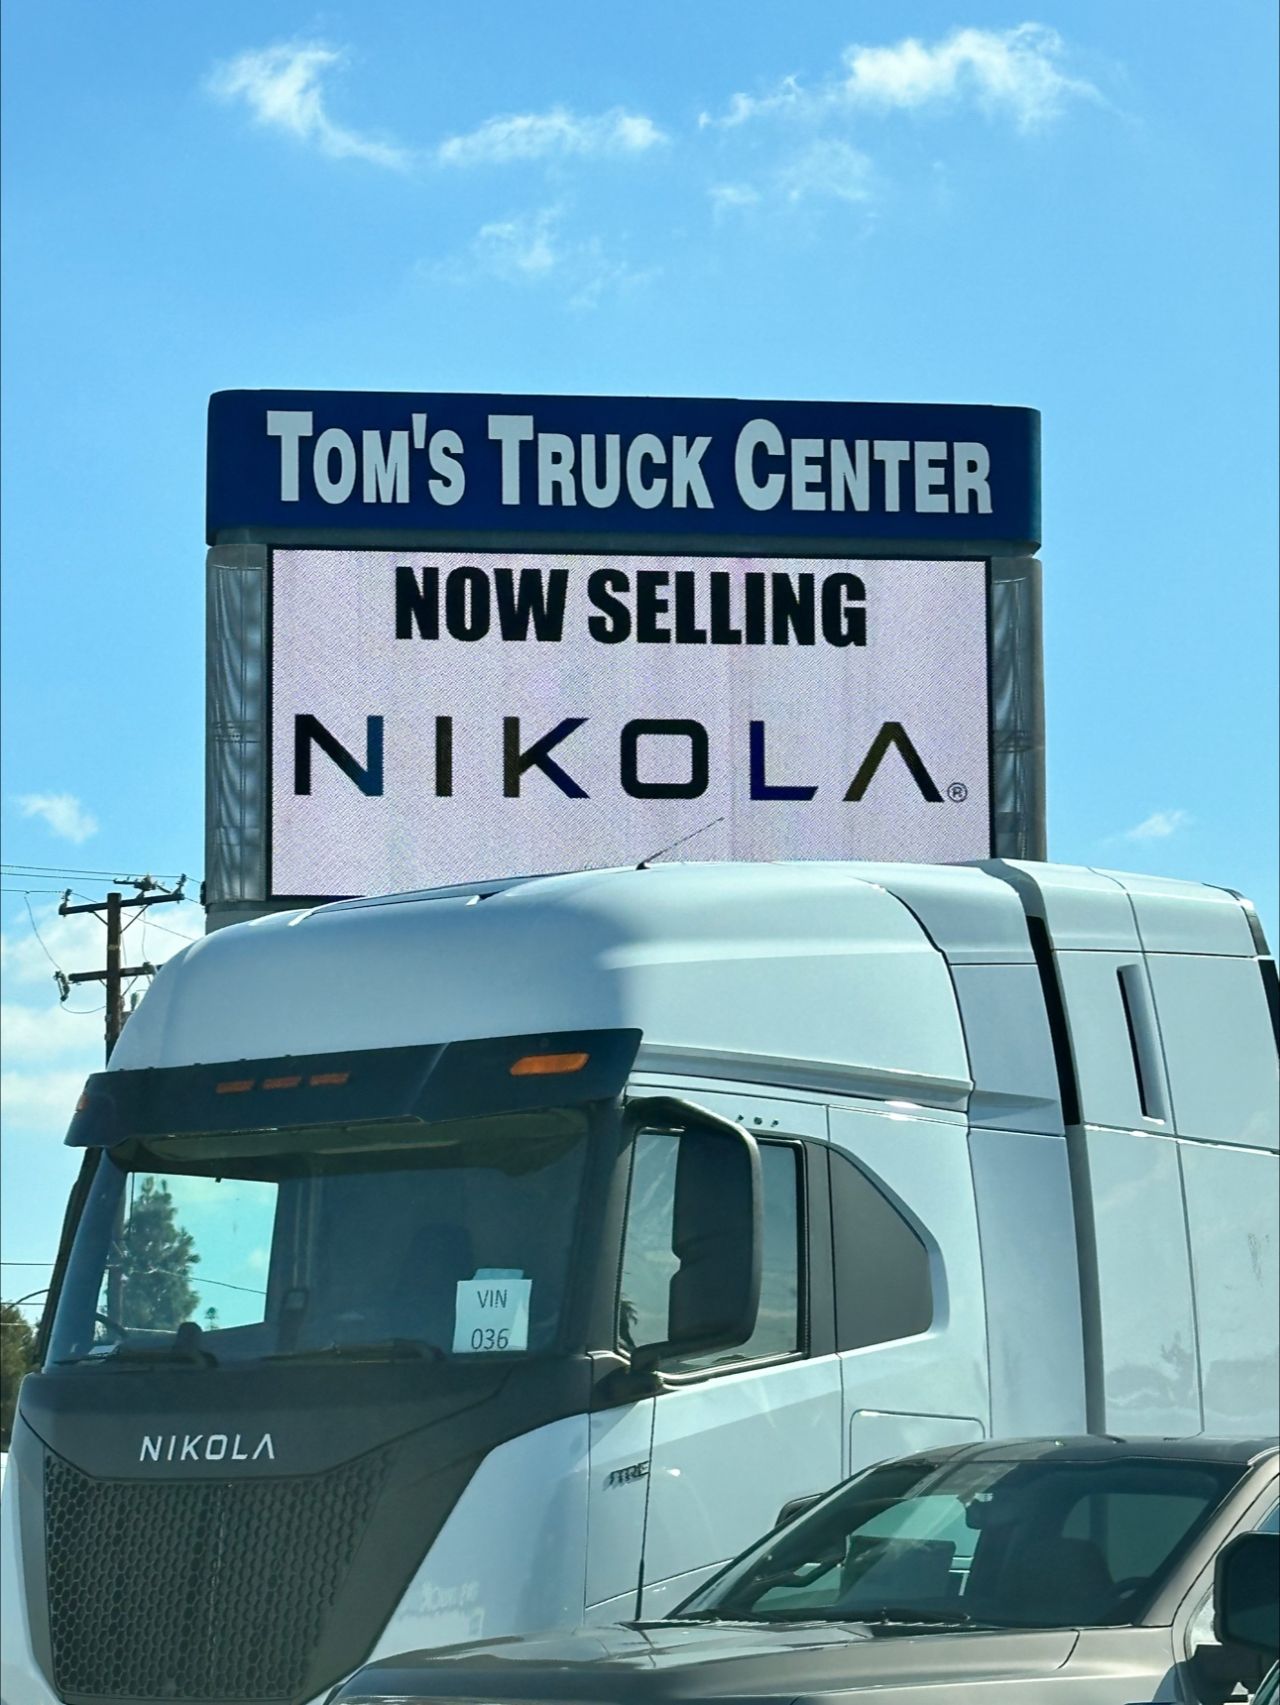 TOM'S TRUCK CENTER
NOW SELLING
NIKOLA®
VIN
036
NIKOLA